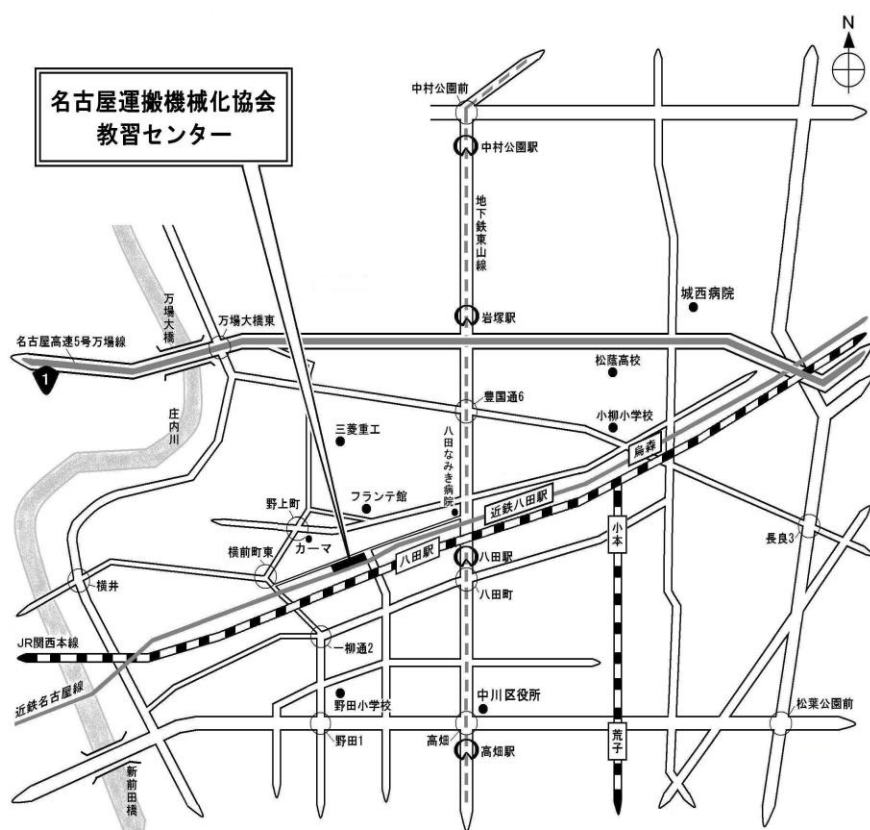 N
中村公園前
名古屋運搬機械化協会
教習センター
中村公園駅
地下鉄東山線
城西病院
万場大橋
万場大橋東
岩塚駅
名古屋高速5号万場線
1
松蔭高校
豊国通6
庄内川
小柳小学校
三菱重工
八田なみき病院
烏森
フランテ館
近鉄八田駅
野上町
カーマ
小本
長良3
横前町東
八田駅
八田駅
横井
八田町
JR関西本線
一柳通2
近鉄名古屋線
野田小学校
中川区役所
松葉公園前
野田1
高畑
荒子
高畑駅
新前田橋